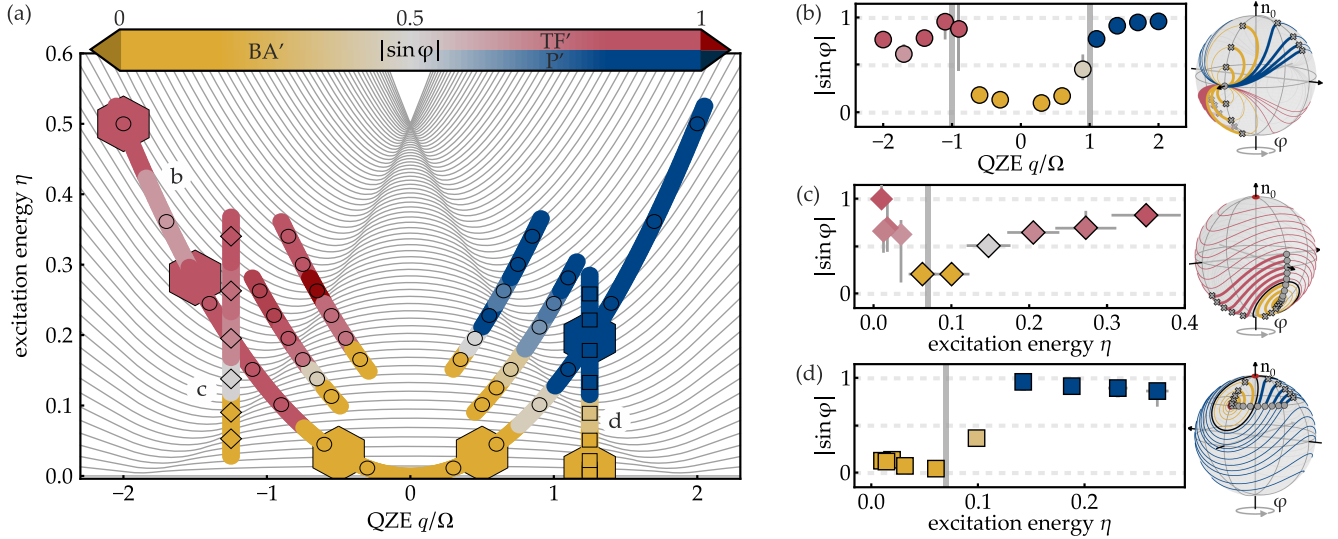 (a)
0 0.5 1
BA′ |sin φ| TF′
P′
0.6
0.5
0.4
0.3
0.2
0.1
0.0
excitation energy η
b
c
d
−2 −1 0 1 2
QZE q/Ω
(b)
1
0
|sin φ|
−2 −1 0 1 2
QZE q/Ω
n₀
φ
(c)
1
0
|sin φ|
0.0 0.1 0.2 0.3 0.4
excitation energy η
n₀
φ
(d)
1
0
|sin φ|
0.0 0.1 0.2
excitation energy η
n₀
φ